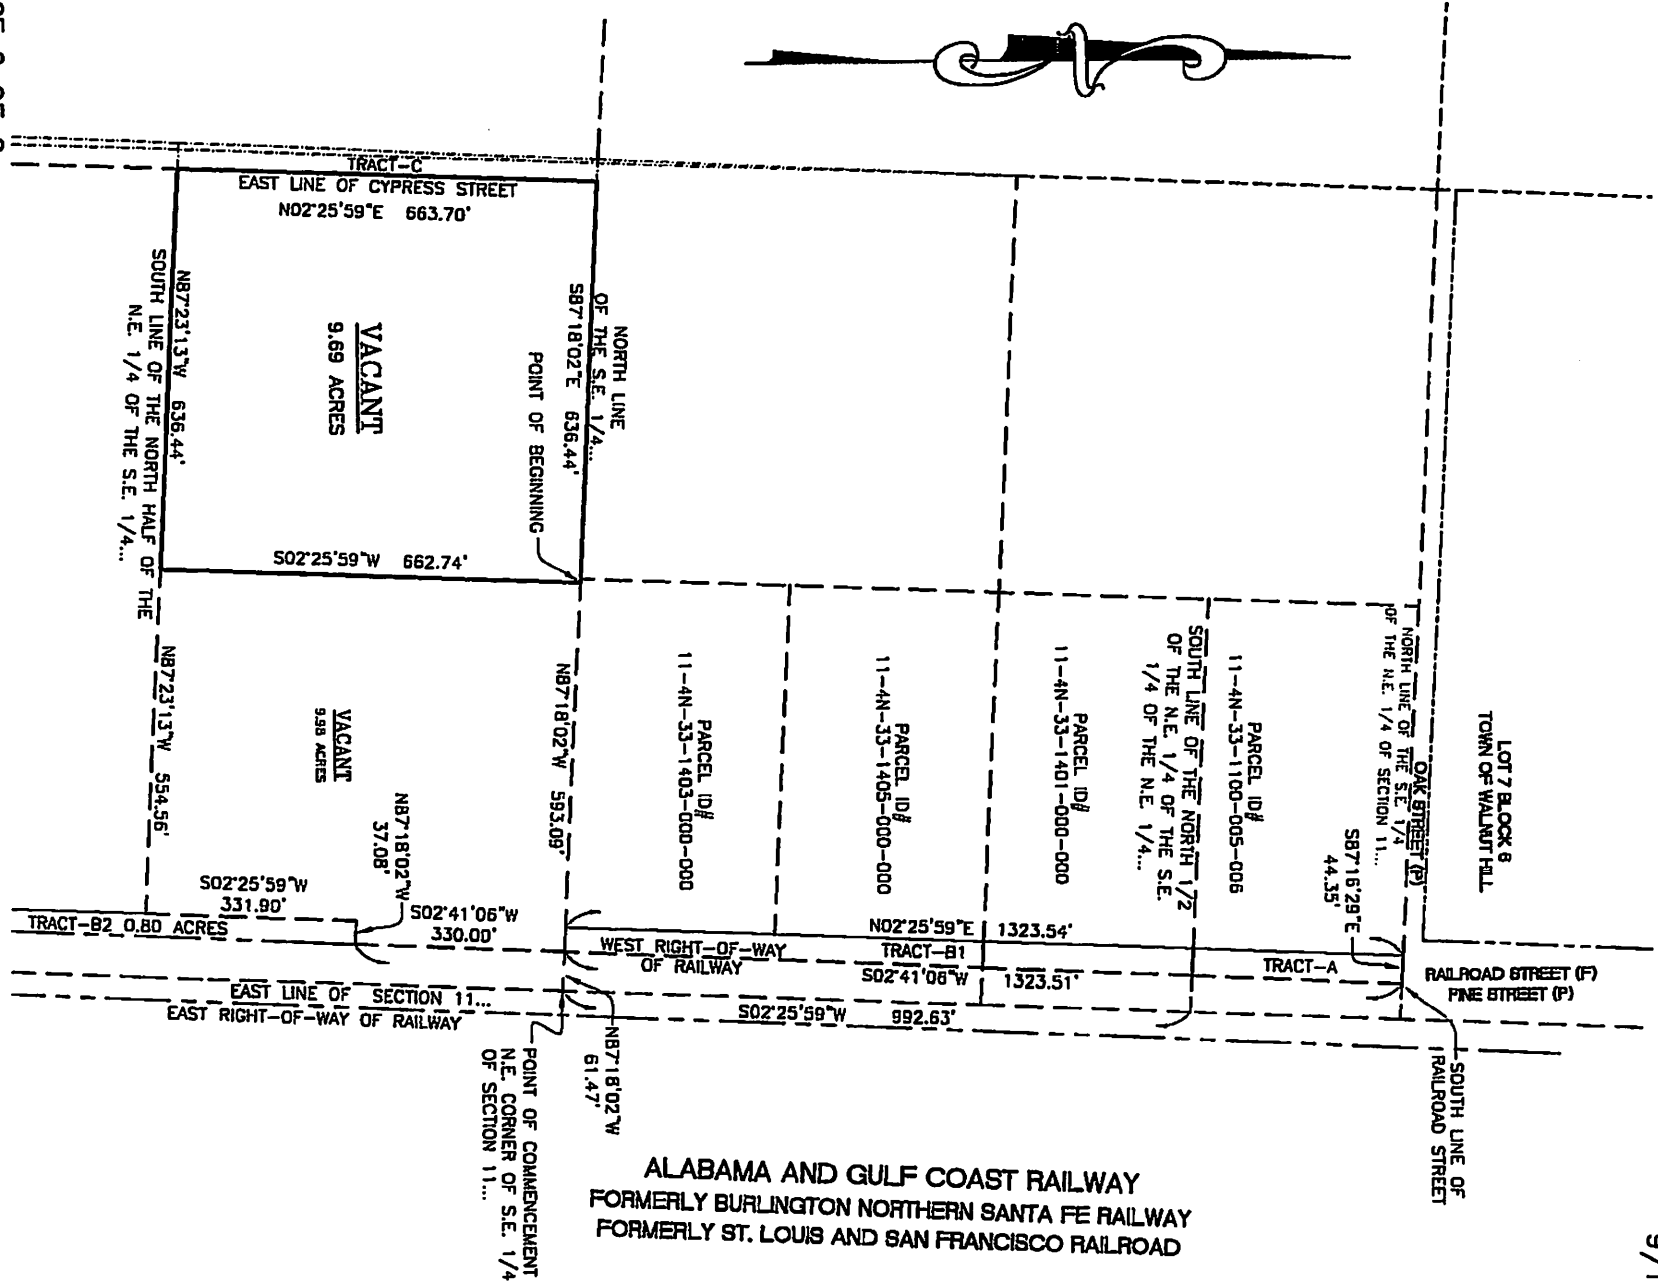 TRACT-C
EAST LINE OF CYPRESS STREET
N02°25'59"E 663.70'
NORTH LINE
OF THE S.E. 1/4...
S87°18'02"E 636.44'
POINT OF BEGINNING
VACANT
9.69 ACRES
N87°23'13"W 636.44'
SOUTH LINE OF THE NORTH HALF OF THE
N.E. 1/4 OF THE S.E. 1/4...
S02°25'59"W 662.74'
LOT 7 BLOCK 6
TOWN OF WALNUT HILL
OAK STREET (P)
NORTH LINE OF THE S.E. 1/4
OF THE N.E. 1/4 OF SECTION 11...
S87°16'29"E
44.35'
PARCEL ID#
11-4N-33-1100-005-006
SOUTH LINE OF THE NORTH 1/2
OF THE N.E. 1/4 OF THE S.E.
1/4 OF THE N.E. 1/4...
PARCEL ID#
11-4N-33-1401-000-000
PARCEL ID#
11-4N-33-1405-000-000
PARCEL ID#
11-4N-33-1403-000-000
N87°18'02"W 593.09'
VACANT
9.98 ACRES
N87°18'02"W
37.08'
N87°23'13"W 554.56'
S02°25'59"W
331.90'
S02°41'06"W
330.00'
TRACT-B2 0.80 ACRES
N02°25'59"E 1323.54'
WEST RIGHT-OF-WAY
OF RAILWAY
TRACT-B1
TRACT-A
S02°41'06"W 1323.51'
RAILROAD STREET (F)
PINE STREET (P)
EAST LINE OF SECTION 11...
EAST RIGHT-OF-WAY OF RAILWAY
S02°25'59"W 992.63'
N87°18'02"W
61.47'
POINT OF COMMENCEMENT
N.E. CORNER OF S.E. 1/4
OF SECTION 11...
SOUTH LINE OF
RAILROAD STREET
ALABAMA AND GULF COAST RAILWAY
FORMERLY BURLINGTON NORTHERN SANTA FE RAILWAY
FORMERLY ST. LOUIS AND SAN FRANCISCO RAILROAD